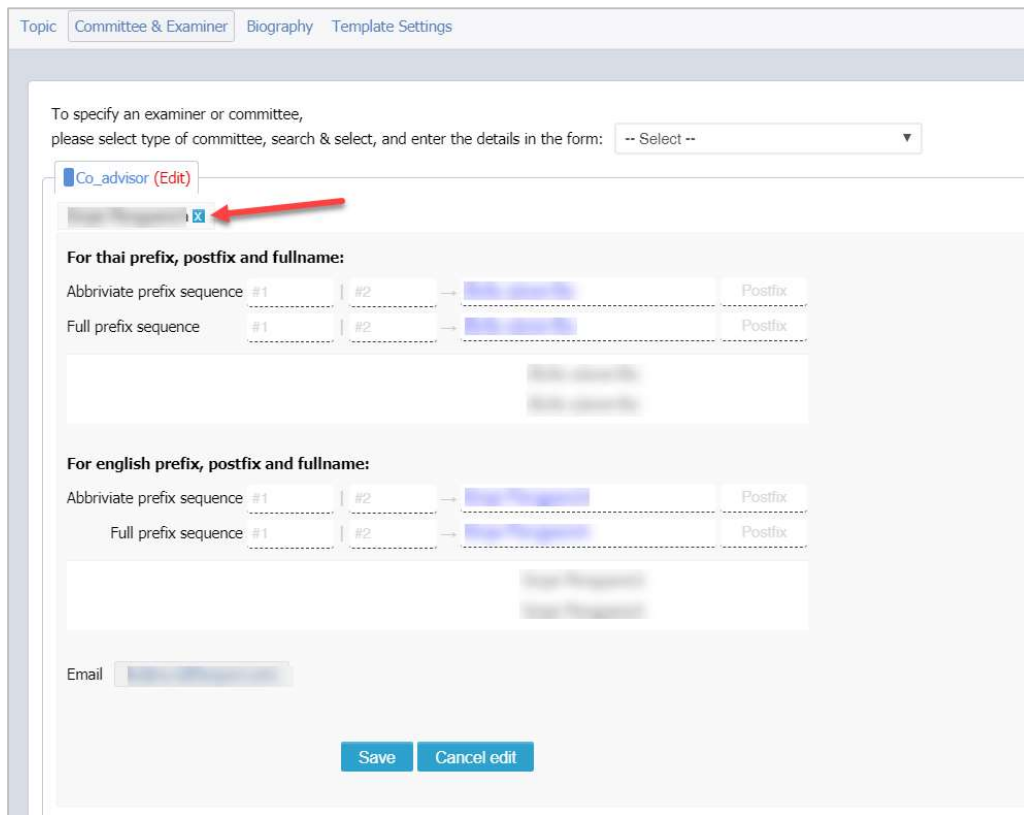 Topic Committee & Examiner Biography Template Settings
To specify an examiner or committee,
please select type of committee, search & select, and enter the details in the form: -- Select --
Co_advisor (Edit)
x
For thai prefix, postfix and fullname:
Abbriviate prefix sequence #1 | #2 → Postfix
Full prefix sequence #1 | #2 → Postfix
For english prefix, postfix and fullname:
Abbriviate prefix sequence #1 | #2 → Postfix
Full prefix sequence #1 | #2 → Postfix
Email
Save Cancel edit